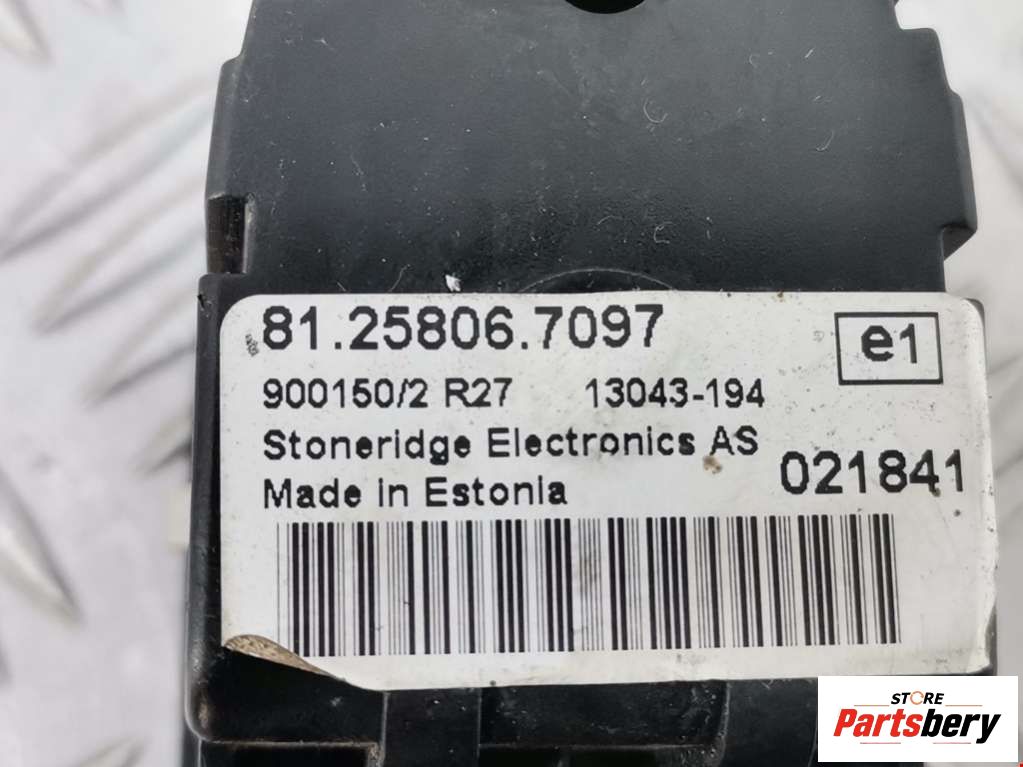 81.25806.7097
e1
900150/2 R27 13043-194
Stoneridge Electronics AS
021841
Made in Estonia
STORE
Partsbery